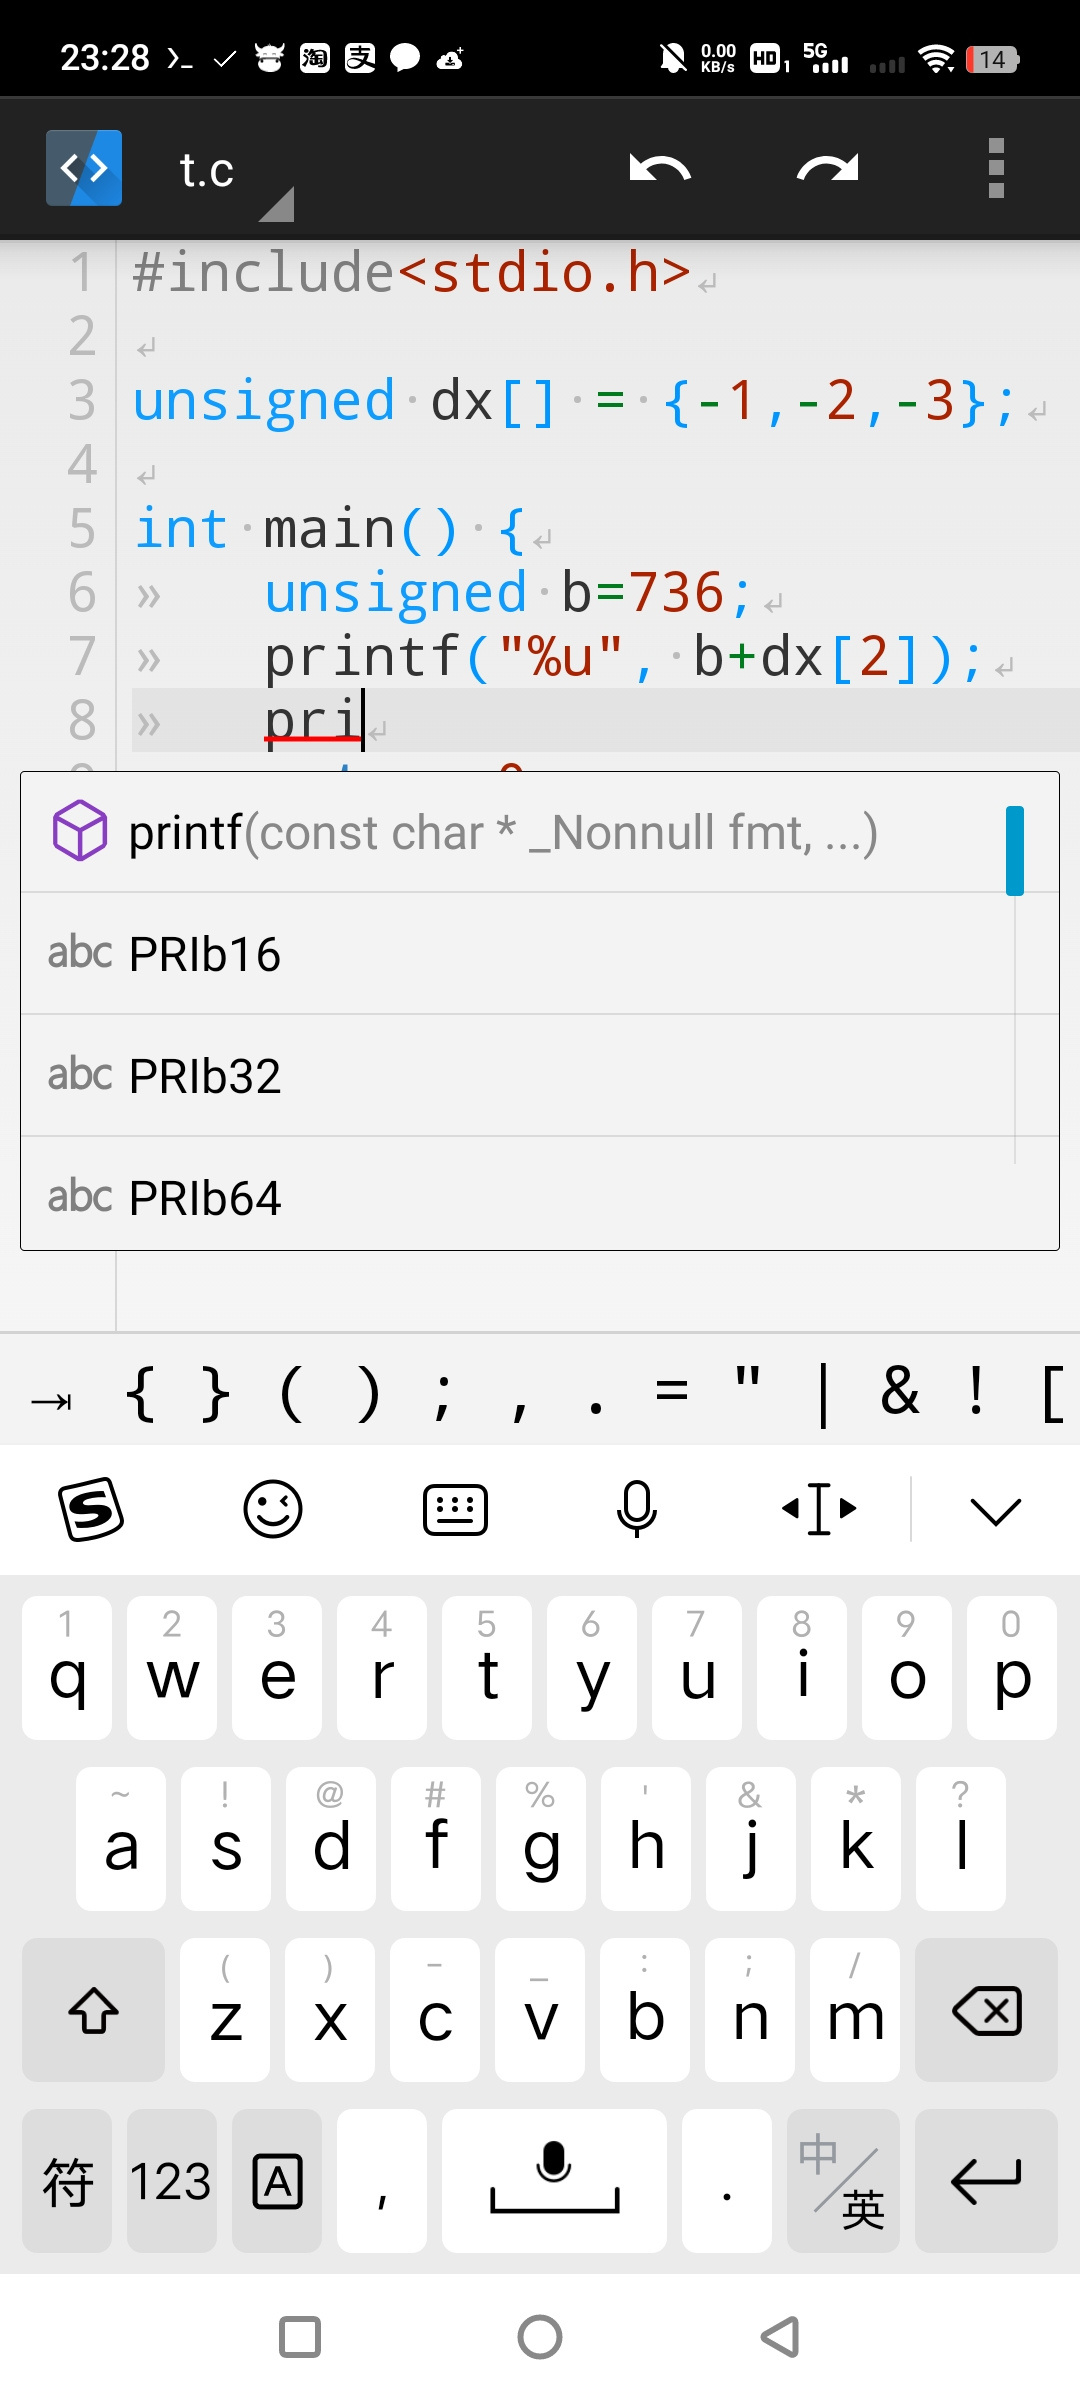 23:28 淘 支 0.00 KB/s HD 1 5G 14
t.c
1 #include<stdio.h>
2
3 unsigned dx[] = {-1,-2,-3};
4
5 int main() {
6 unsigned b=736;
7 printf("%u", b+dx[2]);
8 pri
printf(const char * _Nonnull fmt, ...)
abc PRIb16
abc PRIb32
abc PRIb64
{ } ( ) ; , . = " | & ! [
S
1 2 3 4 5 6 7 8 9 0
q w e r t y u i o p
~ ! @ # % ' & * ?
a s d f g h j k l
( ) - _ : ; /
z x c v b n m
符 123 A , . 中/英